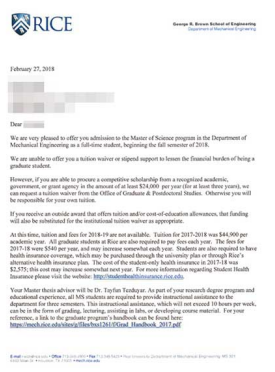 RICE
George R. Brown School of Engineering
Department of Mechanical Engineering
February 27, 2018
Dear
We are very pleased to offer you admission to the Master of Science program in the Department of
Mechanical Engineering as a full-time student, beginning the fall semester of 2018.
We are unable to offer you a tuition waiver or stipend support to lessen the financial burden of being a
graduate student.
However, if you are able to procure a competitive scholarship from a recognized academic,
government, or grant agency in the amount of at least $24,000 per year (for at least three years), we
can request a tuition waiver from the Office of Graduate & Postdoctoral Studies. Otherwise you will
be responsible for your own tuition.
If you receive an outside award that offers tuition and/or cost-of-education allowances, that funding
will also be substituted for the institutional tuition waiver as appropriate.
At this time, tuition and fees for 2018-19 are not available. Tuition for 2017-2018 was $44,900 per
academic year. All graduate students at Rice are also required to pay fees each year. The fees for
2017-18 were $540 per year, and may increase somewhat each year. Students are also required to have
health insurance coverage, which may be purchased through the university plan or through Rice's
alternative health insurance plan. The cost of the student-only health insurance in 2017-18 was
$2,575; this cost may increase somewhat next year. For more information regarding Student Health
Insurance please visit the website: http://studenthealthinsurance.rice.edu.
Your Master thesis advisor will be Dr. Tayfun Tezduyar. As part of your research degree program and
educational experience, all MS students are required to provide instructional assistance to the
department for three semesters. This instructional assistance, which will not exceed 10 hours per week,
can be in the form of grading, lecturing, assisting in labs, or developing course material. For your
reference, a link to the graduate program's handbook can be found here:
https://mech.rice.edu/sites/g/files/bxs1261/f/Grad_Handbook_2017.pdf